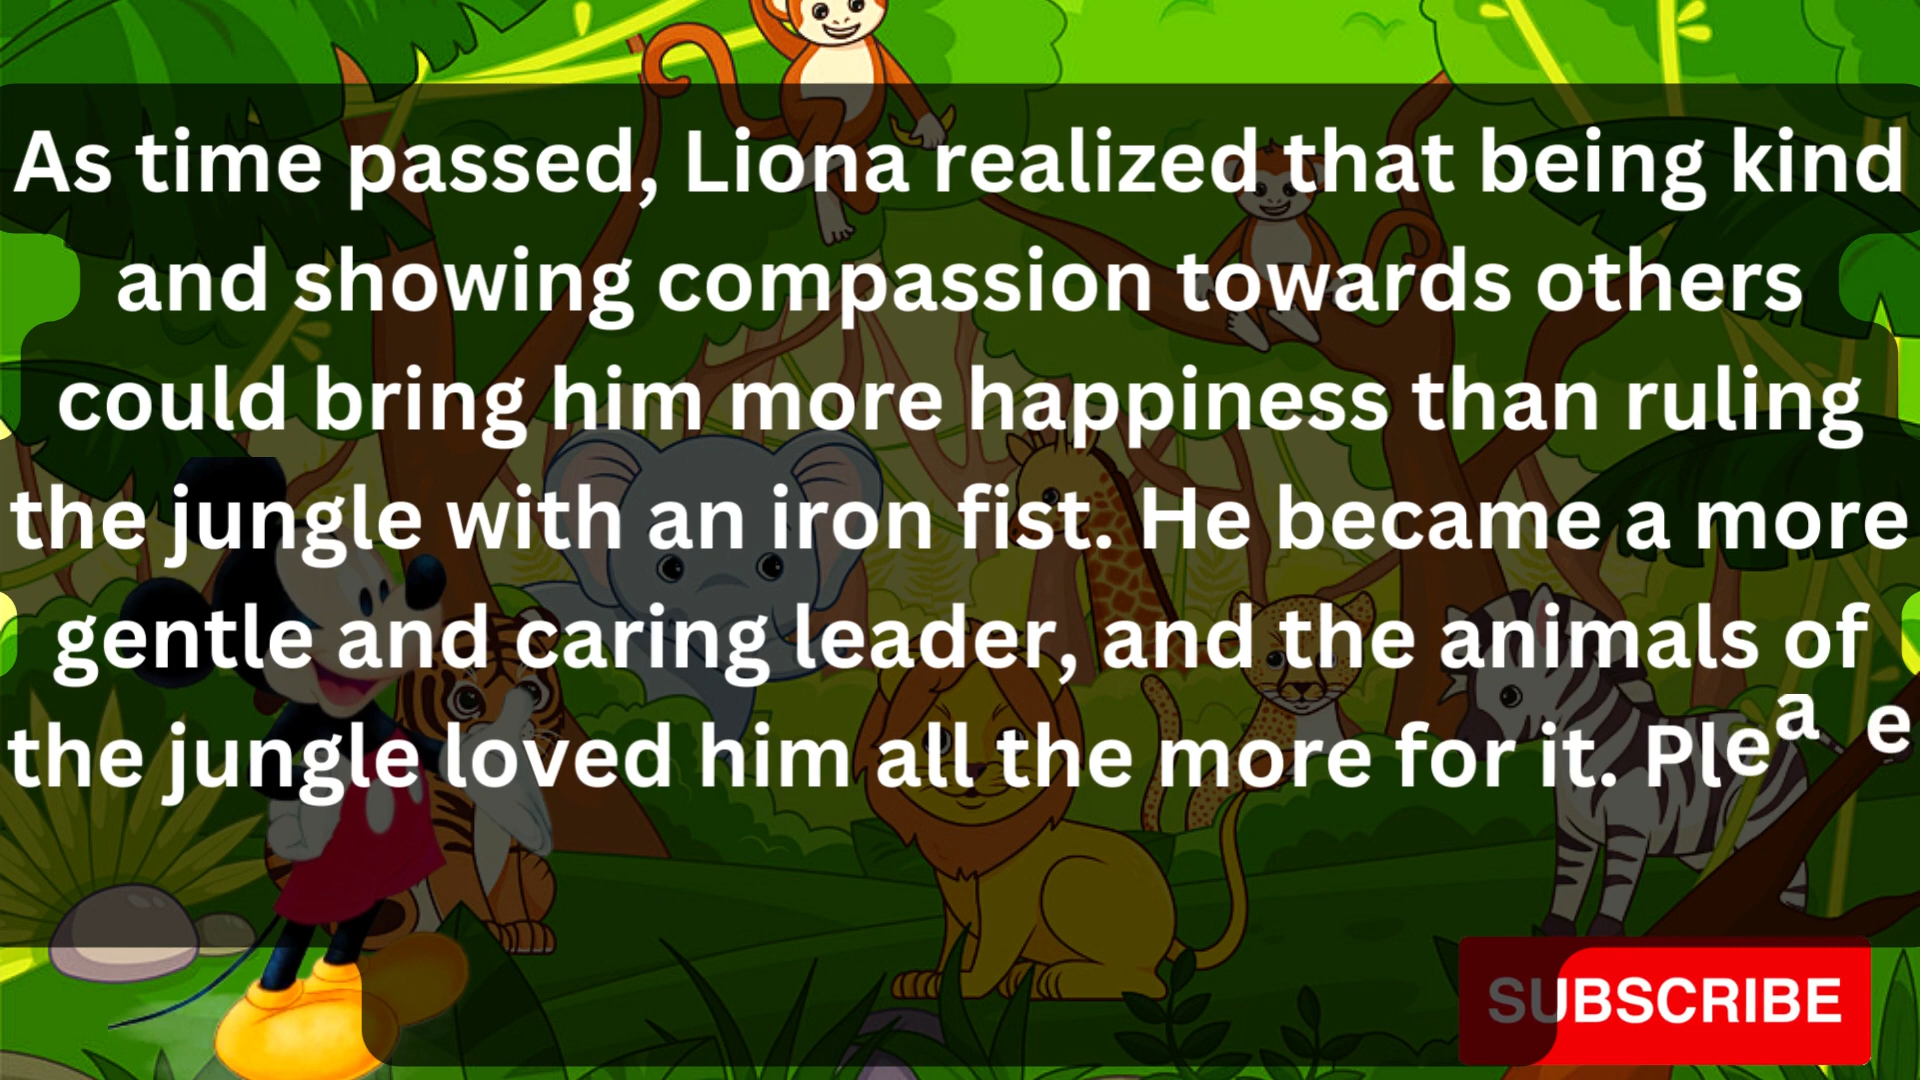 As time passed, Liona realized that being kind
and showing compassion towards others
could bring him more happiness than ruling
the jungle with an iron fist. He became a more
gentle and caring leader, and the animals of
the jungle loved him all the more for it. Plea e
SUBSCRIBE